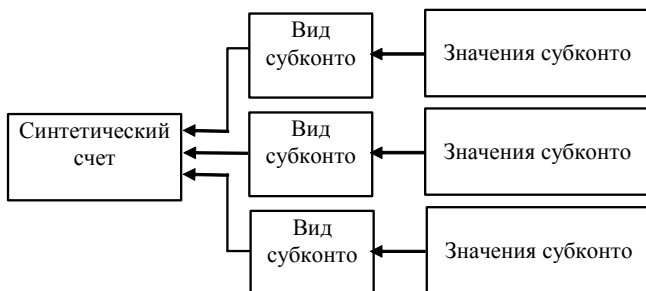 Вид
субконто
Значения субконто
Синтетический
счет
Вид
субконто
Значения субконто
Вид
субконто
Значения субконто